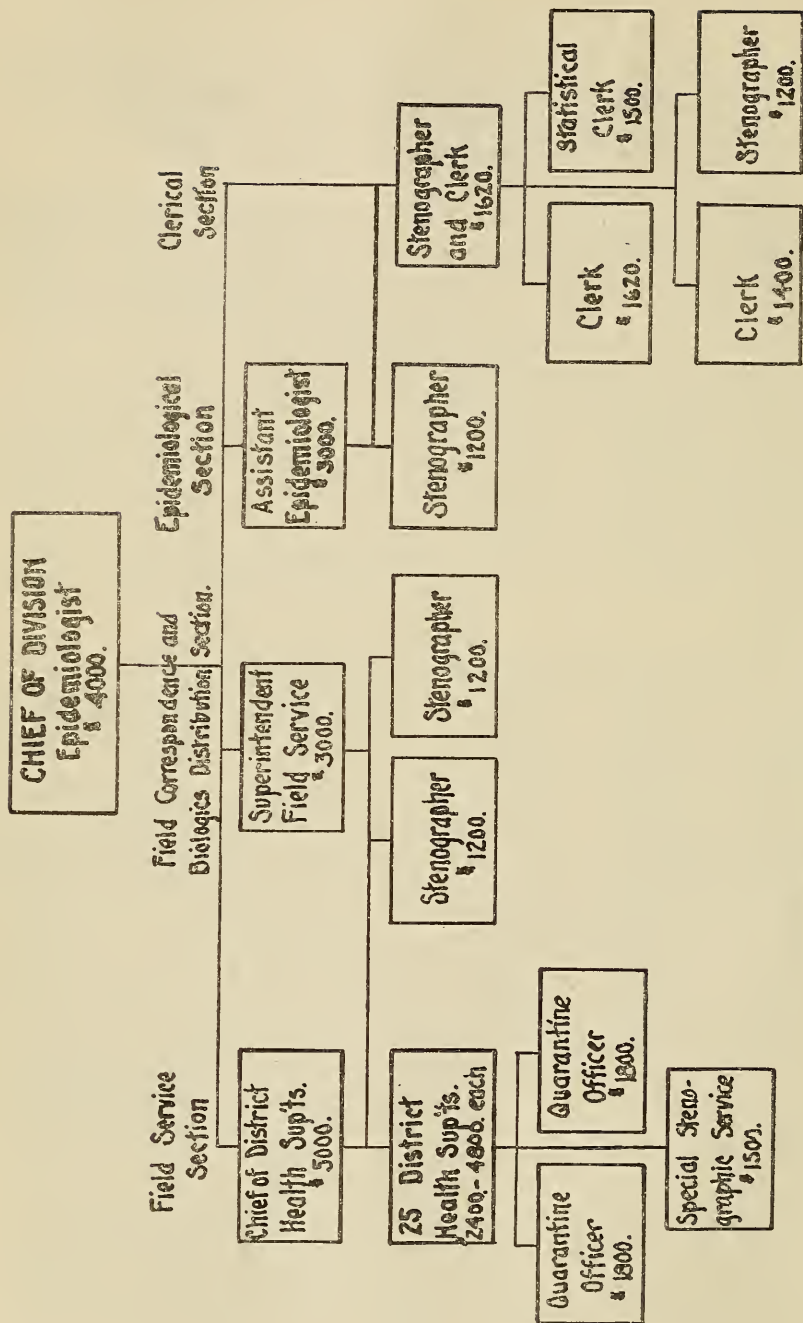 CHIEF OF DIVISION
Epidemiologist
$ 4000.
Field Service
Section
Field Correspondence and
Biologics Distribution Section.
Epidemiological
Section
Clerical
Section
Chief of District
Health Sup'ts.
$ 5000.
Superintendent
Field Service
$ 3000.
Assistant
Epidemiologist
$ 3000.
25 District
Health Sup'ts.
2400.-4800. each
Stenographer
$ 1200.
Stenographer
$ 1200.
Stenographer
$ 1200.
Stenographer
and Clerk
$ 1620.
Quarantine
Officer
$ 1800.
Quarantine
Officer
$ 1800.
Special Steno-
graphic Service
$ 1500.
Clerk
$ 1620.
Statistical
Clerk
$ 1500.
Clerk
$ 1400.
Stenographer
$ 1200.